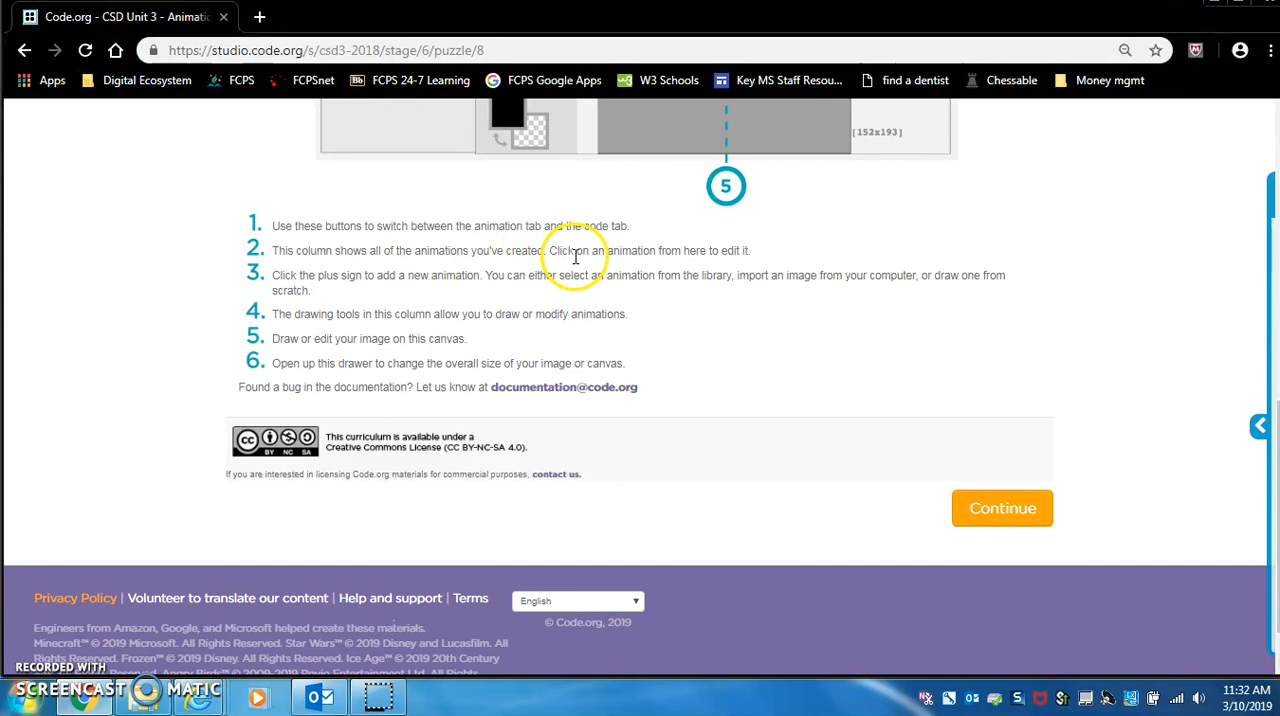 Code.org - CSD Unit 3 - Animatio
https://studio.code.org/s/csd3-2018/stage/6/puzzle/8
Apps Digital Ecosystem FCPS FCPSnet Bb FCPS 24-7 Learning FCPS Google Apps W3 Schools Key MS Staff Resou... find a dentist Chessable Money mgmt
[152x193]
5
1. Use these buttons to switch between the animation tab and the code tab.
2. This column shows all of the animations you've created. Click on an animation from here to edit it.
3. Click the plus sign to add a new animation. You can either select an animation from the library, import an image from your computer, or draw one from
scratch.
4. The drawing tools in this column allow you to draw or modify animations.
5. Draw or edit your image on this canvas.
6. Open up this drawer to change the overall size of your image or canvas.
Found a bug in the documentation? Let us know at documentation@code.org
cc BY NC SA
This curriculum is available under a
Creative Commons License (CC BY-NC-SA 4.0).
If you are interested in licensing Code.org materials for commercial purposes, contact us.
Continue
Privacy Policy | Volunteer to translate our content | Help and support | Terms
English
© Code.org, 2019
Engineers from Amazon, Google, and Microsoft helped create these materials.
Minecraft™ © 2019 Microsoft. All Rights Reserved. Star Wars™ © 2019 Disney and Lucasfilm. All
Rights Reserved. Frozen™ © 2019 Disney. All Rights Reserved. Ice Age™ © 2019 20th Century
RECORDED WITH
SCREENCAST MATIC
11:32 AM
3/10/2019